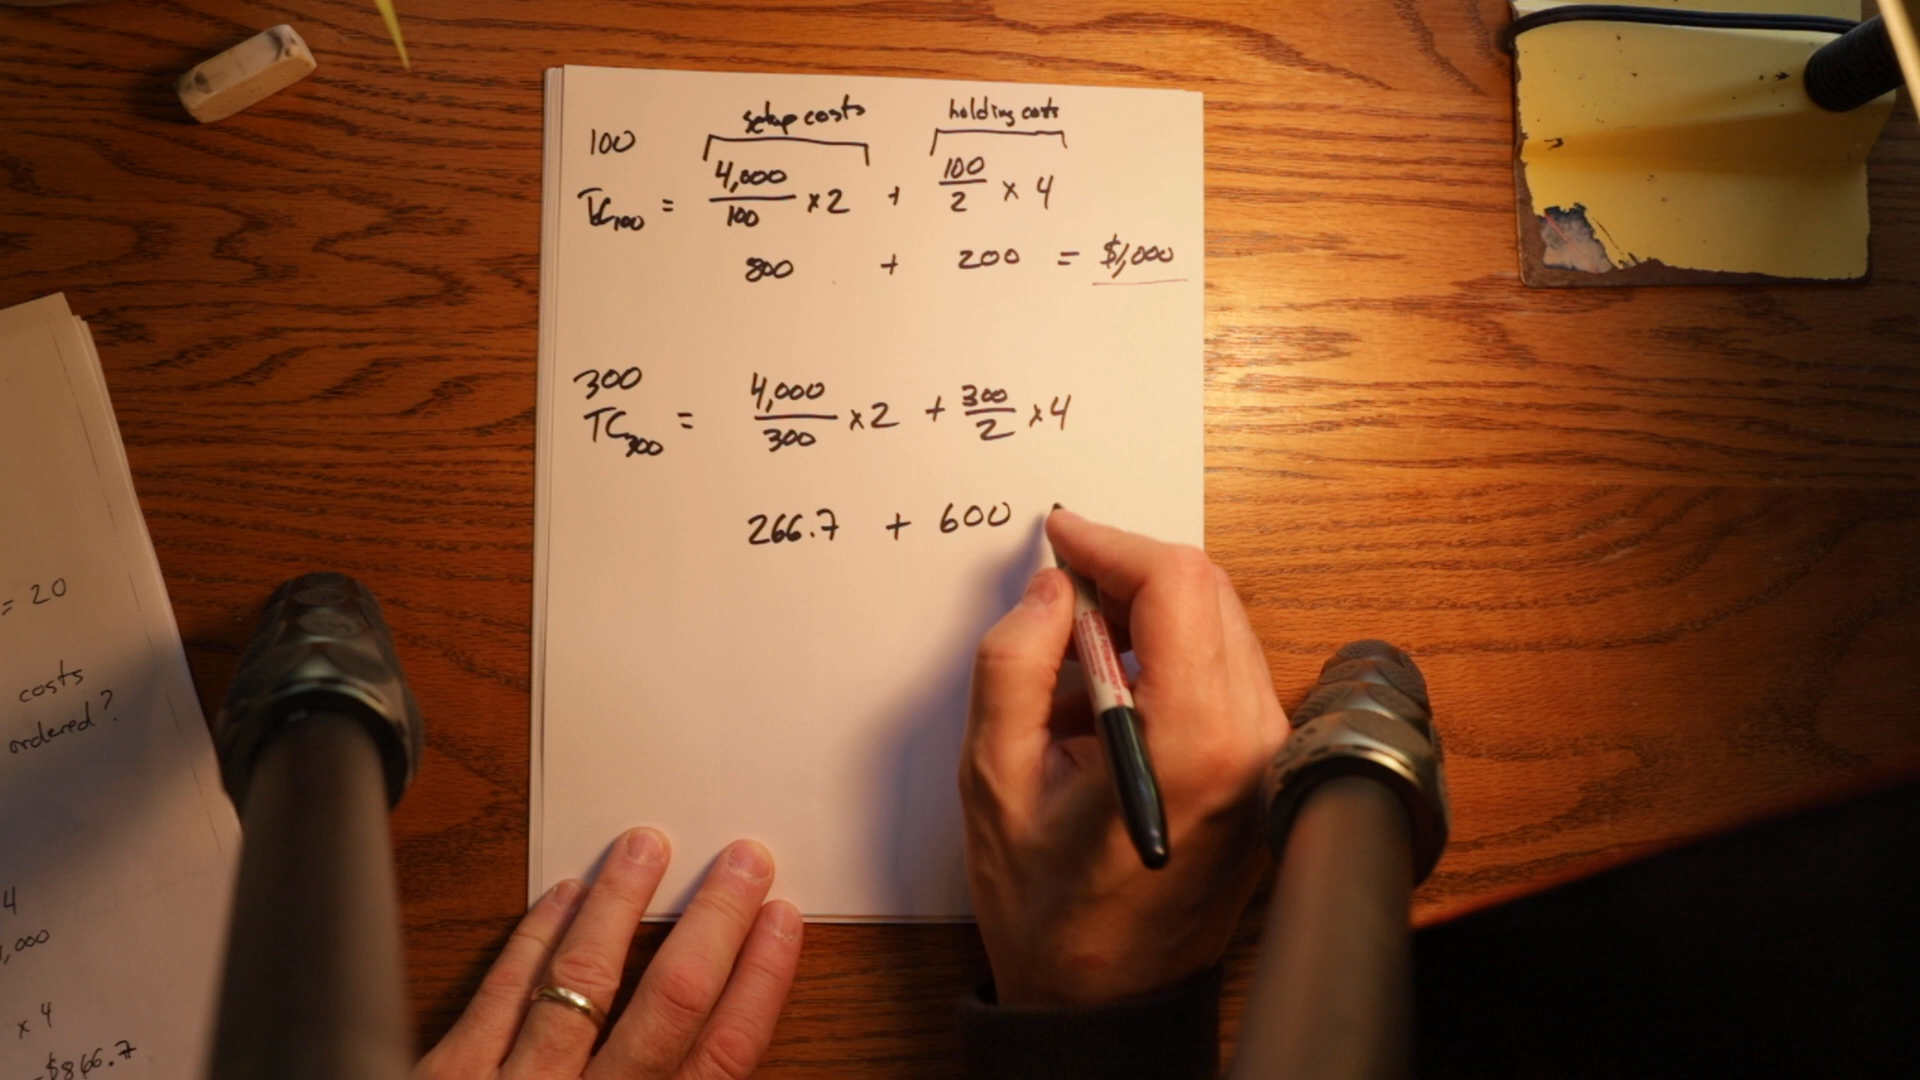 setup costs holding costs
100
TC100 = 4,000/100 x 2 + 100/2 x 4
800 + 200 = $1,000
300
TC300 = 4,000/300 x 2 + 300/2 x 4
266.7 + 600
= 20
costs
ordered?
4
,000
x 4
$866.7